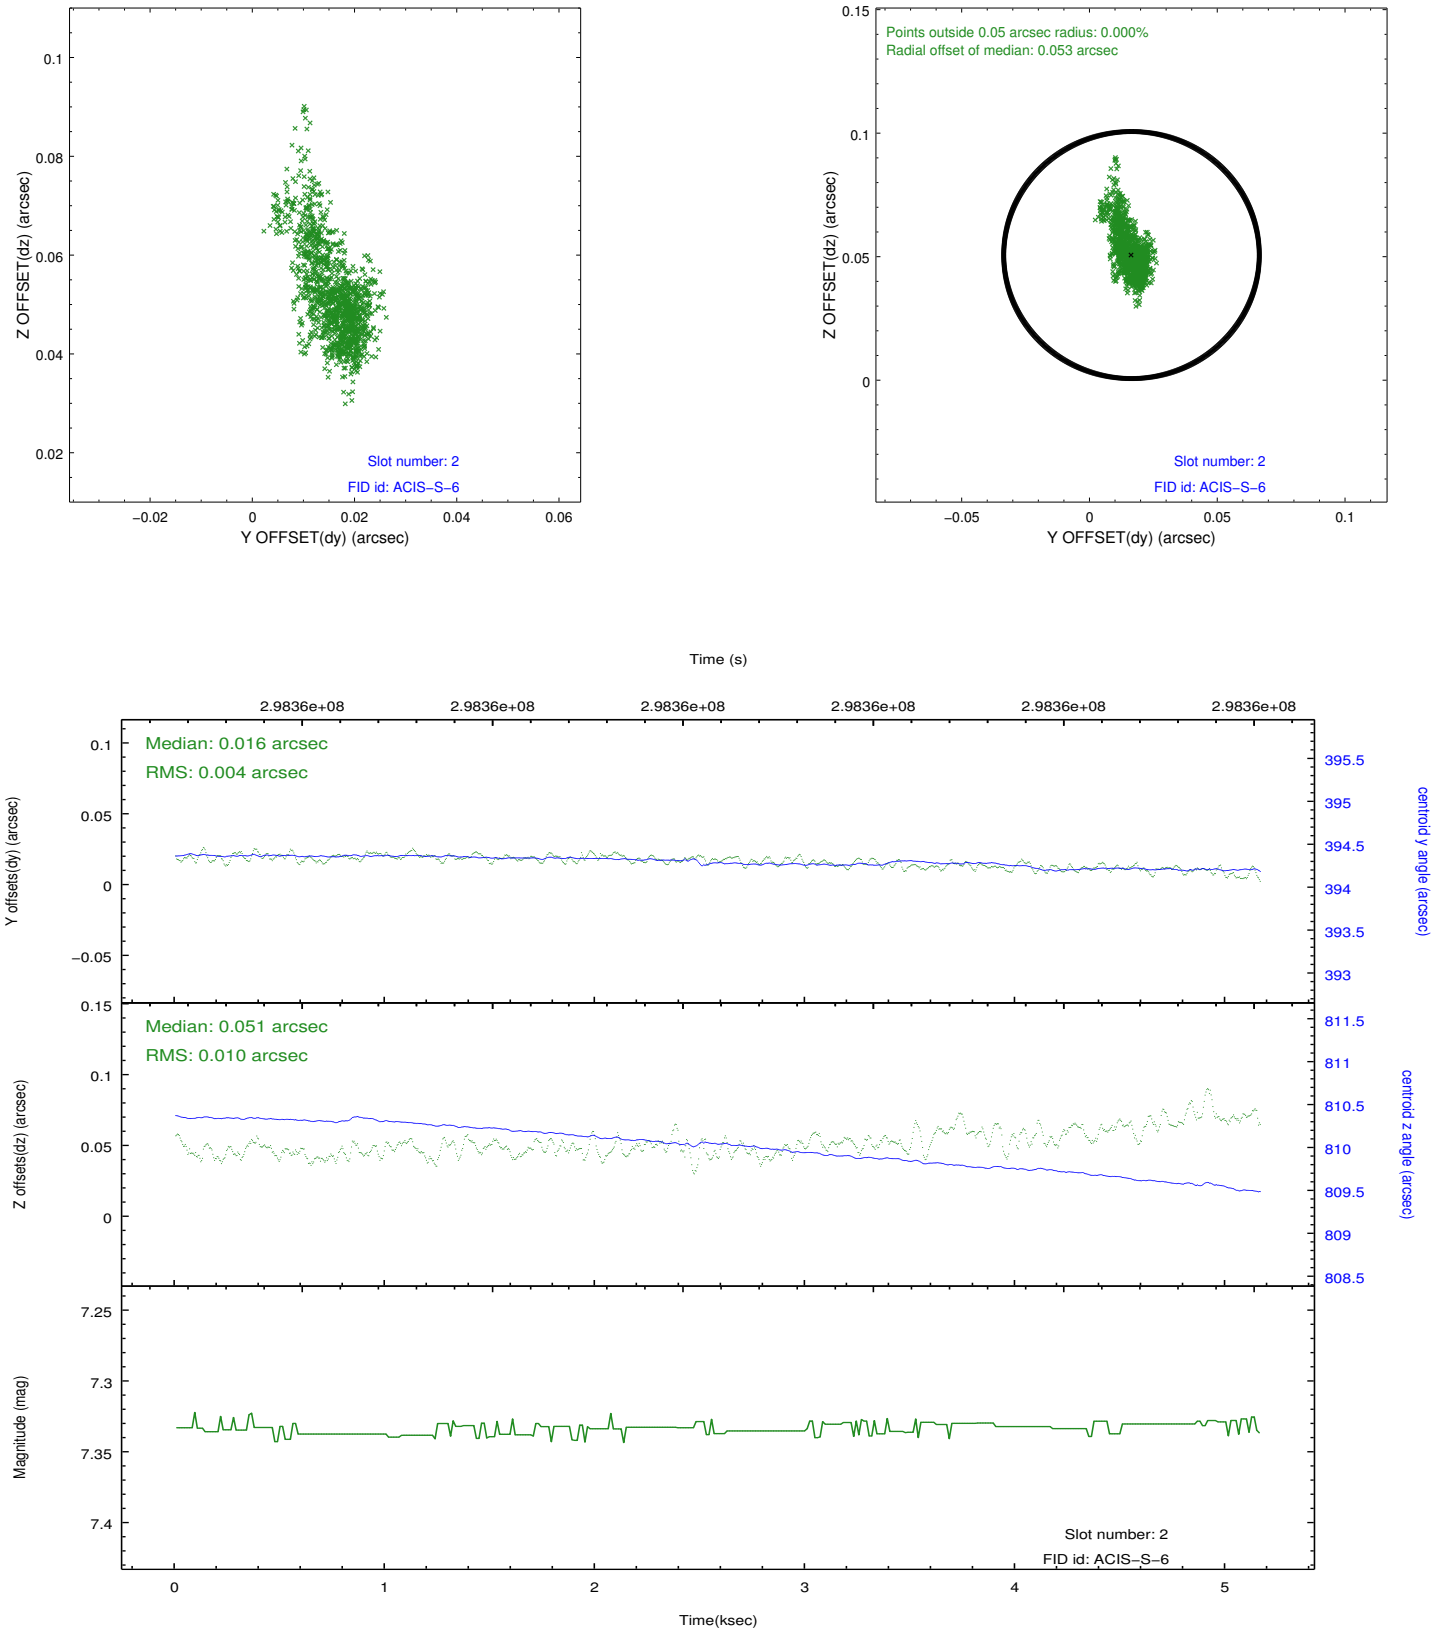 0.1
0.08
0.06
0.04
0.02
Z OFFSET(dz) (arcsec)
Slot number: 2
FID id: ACIS−S−6
−0.02 0 0.02 0.04 0.06
Y OFFSET(dy) (arcsec)
Points outside 0.05 arcsec radius: 0.000%
Radial offset of median: 0.053 arcsec
0.15
0.1
0.05
0
Z OFFSET(dz) (arcsec)
Slot number: 2
FID id: ACIS−S−6
−0.05 0 0.05 0.1
Y OFFSET(dy) (arcsec)
Time (s)
2.9836e+08 2.9836e+08 2.9836e+08 2.9836e+08 2.9836e+08 2.9836e+08
Median: 0.016 arcsec
RMS: 0.004 arcsec
0.1
0.05
0
−0.05
Y offsets(dy) (arcsec)
395.5
395
394.5
394
393.5
393
centroid y angle (arcsec)
Median: 0.051 arcsec
RMS: 0.010 arcsec
0.15
0.1
0.05
0
Z offsets(dz) (arcsec)
811.5
811
810.5
810
809.5
809
808.5
centroid z angle (arcsec)
7.25
7.3
7.35
7.4
Magnitude (mag)
Slot number: 2
FID id: ACIS−S−6
0 1 2 3 4 5
Time(ksec)